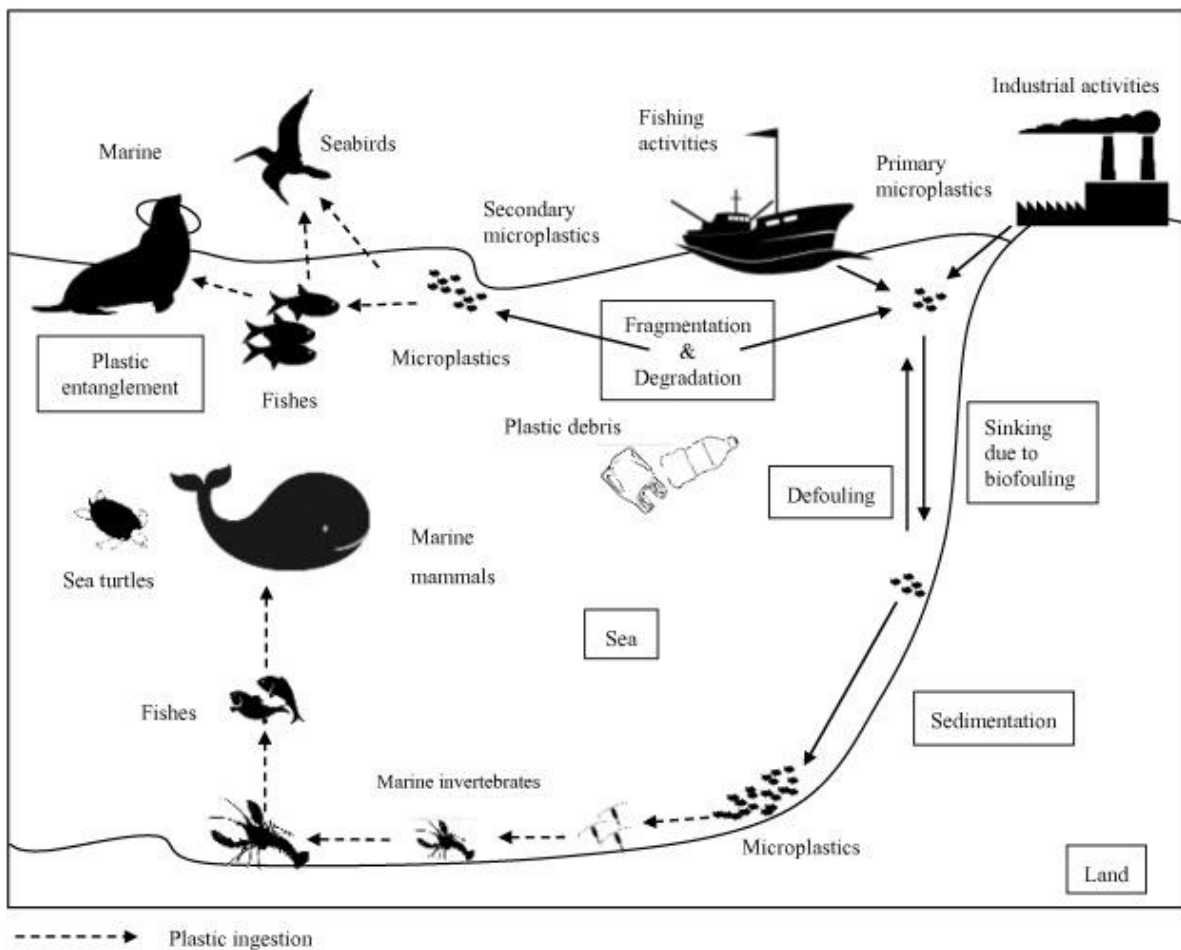 Industrial activities
Fishing
activities
Marine
Seabirds
Primary
microplastics
Secondary
microplastics
Fragmentation
&
Degradation
Plastic
entanglement
Microplastics
Fishes
Plastic debris
Sinking
due to
biofouling
Defouling
Marine
mammals
Sea turtles
Sea
Fishes
Sedimentation
Marine invertebrates
Microplastics
Land
Plastic ingestion